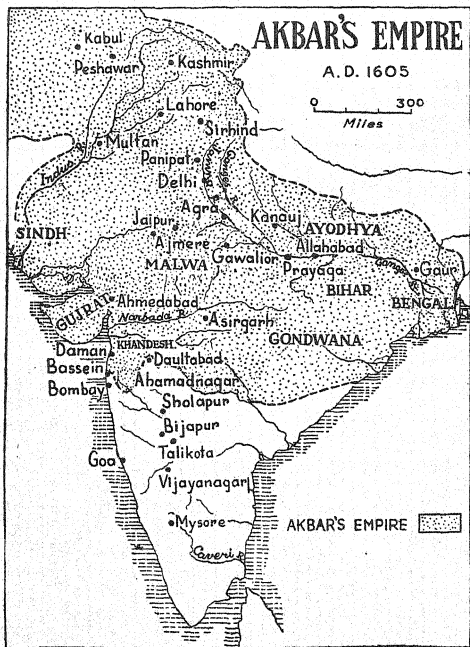 AKBAR'S EMPIRE
A.D. 1605
0 300
Miles
Kabul
Peshawar
Kashmir
Lahore
Sirhind
Multan
Indus R.
Panipat
Jamna R.
Ganges R.
Delhi
Agra
Kanauj
AYODHYA
SINDH
Jaipur
Ajmere
Gawalior
Allahabad
Prayaga
Ganges R.
Gaur
MALWA
BIHAR
BENGAL
GUJRAT
Ahmedabad
Narbada R.
Asirgarh
GONDWANA
KHANDESH
Daman
Daultabad
Bassein
Ahamadnagar
Bombay
Sholapur
Bijapur
Talikota
Goa
Vijayanagar
AKBAR'S EMPIRE
Mysore
Caveri R.